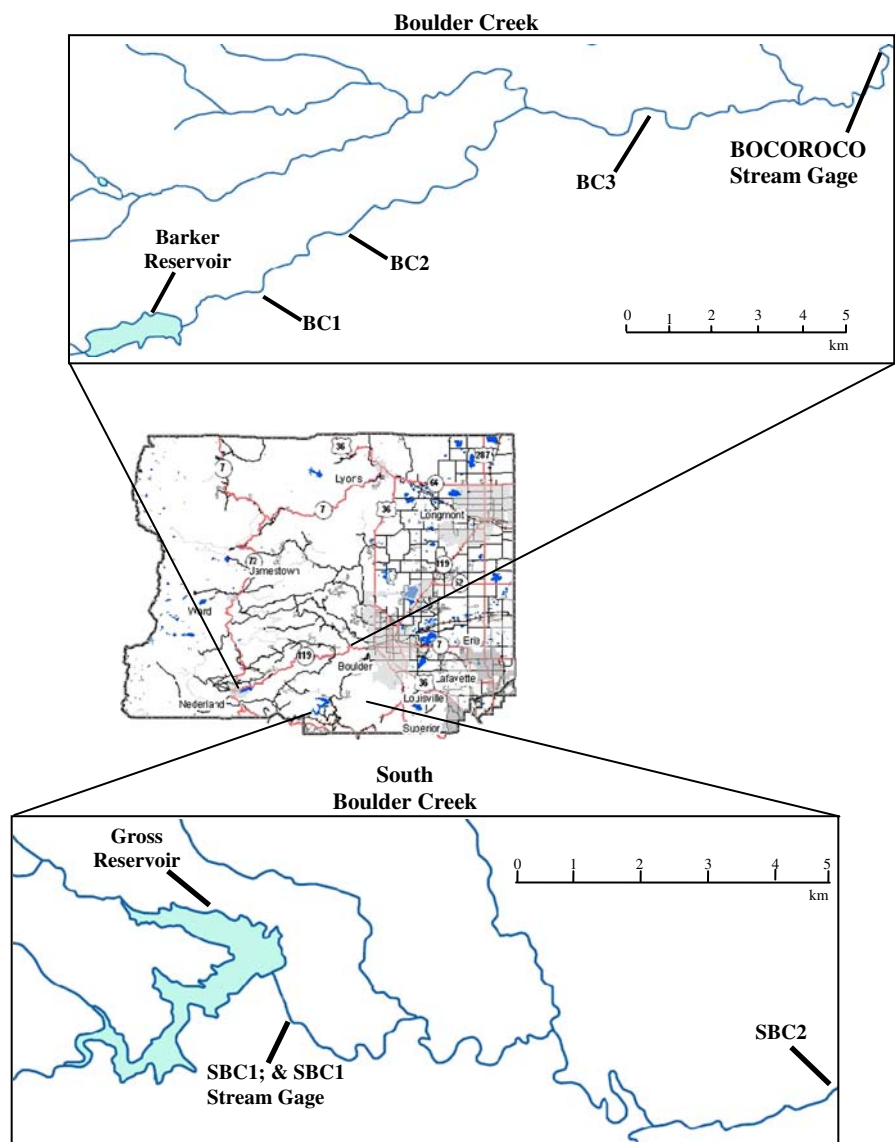 Boulder Creek
BOCOROCO
Stream Gage
BC3
BC2
Barker
Reservoir
BC1
0 1 2 3 4 5
km
36
7
287
Lyons
66
7
36
Longmont
119
52
72
Jamestown
Ward
7
Erie
119
Boulder
Lafayette
36
Louisville
Nederland
Superior
South
Boulder Creek
Gross
Reservoir
0 1 2 3 4 5
km
SBC2
SBC1; & SBC1
Stream Gage